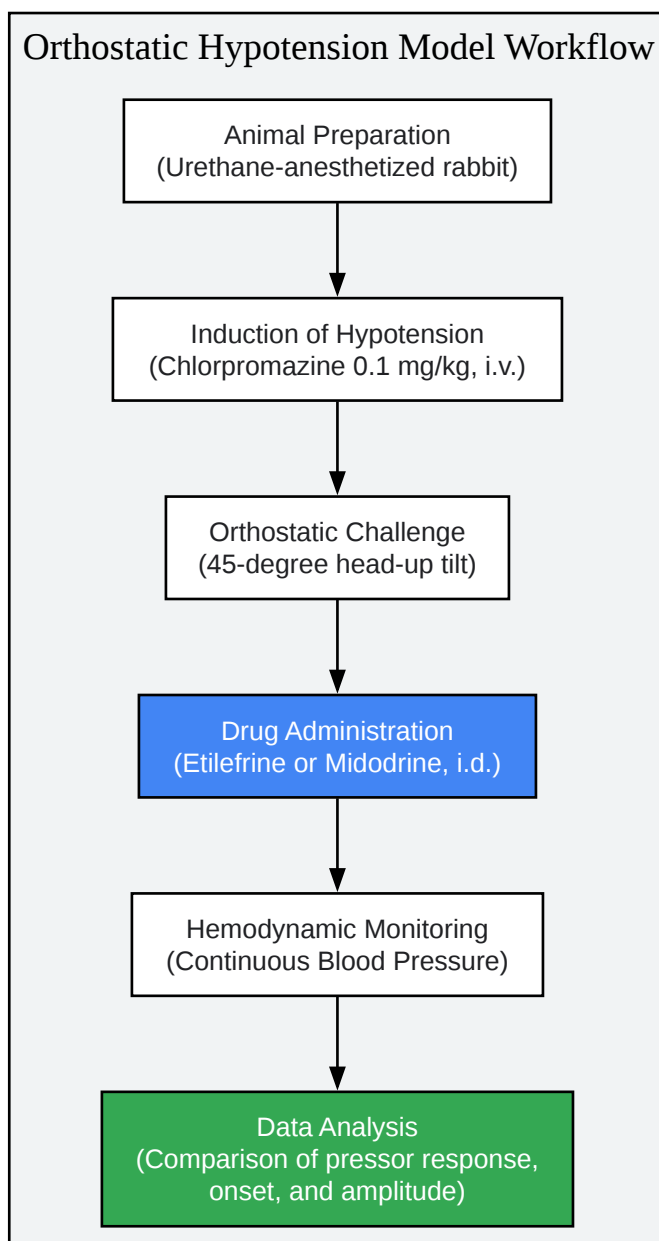 Orthostatic Hypotension Model Workflow
Animal Preparation
(Urethane-anesthetized rabbit)
Induction of Hypotension
(Chlorpromazine 0.1 mg/kg, i.v.)
Orthostatic Challenge
(45-degree head-up tilt)
Drug Administration
(Etilefrine or Midodrine, i.d.)
Hemodynamic Monitoring
(Continuous Blood Pressure)
Data Analysis
(Comparison of pressor response,
onset, and amplitude)